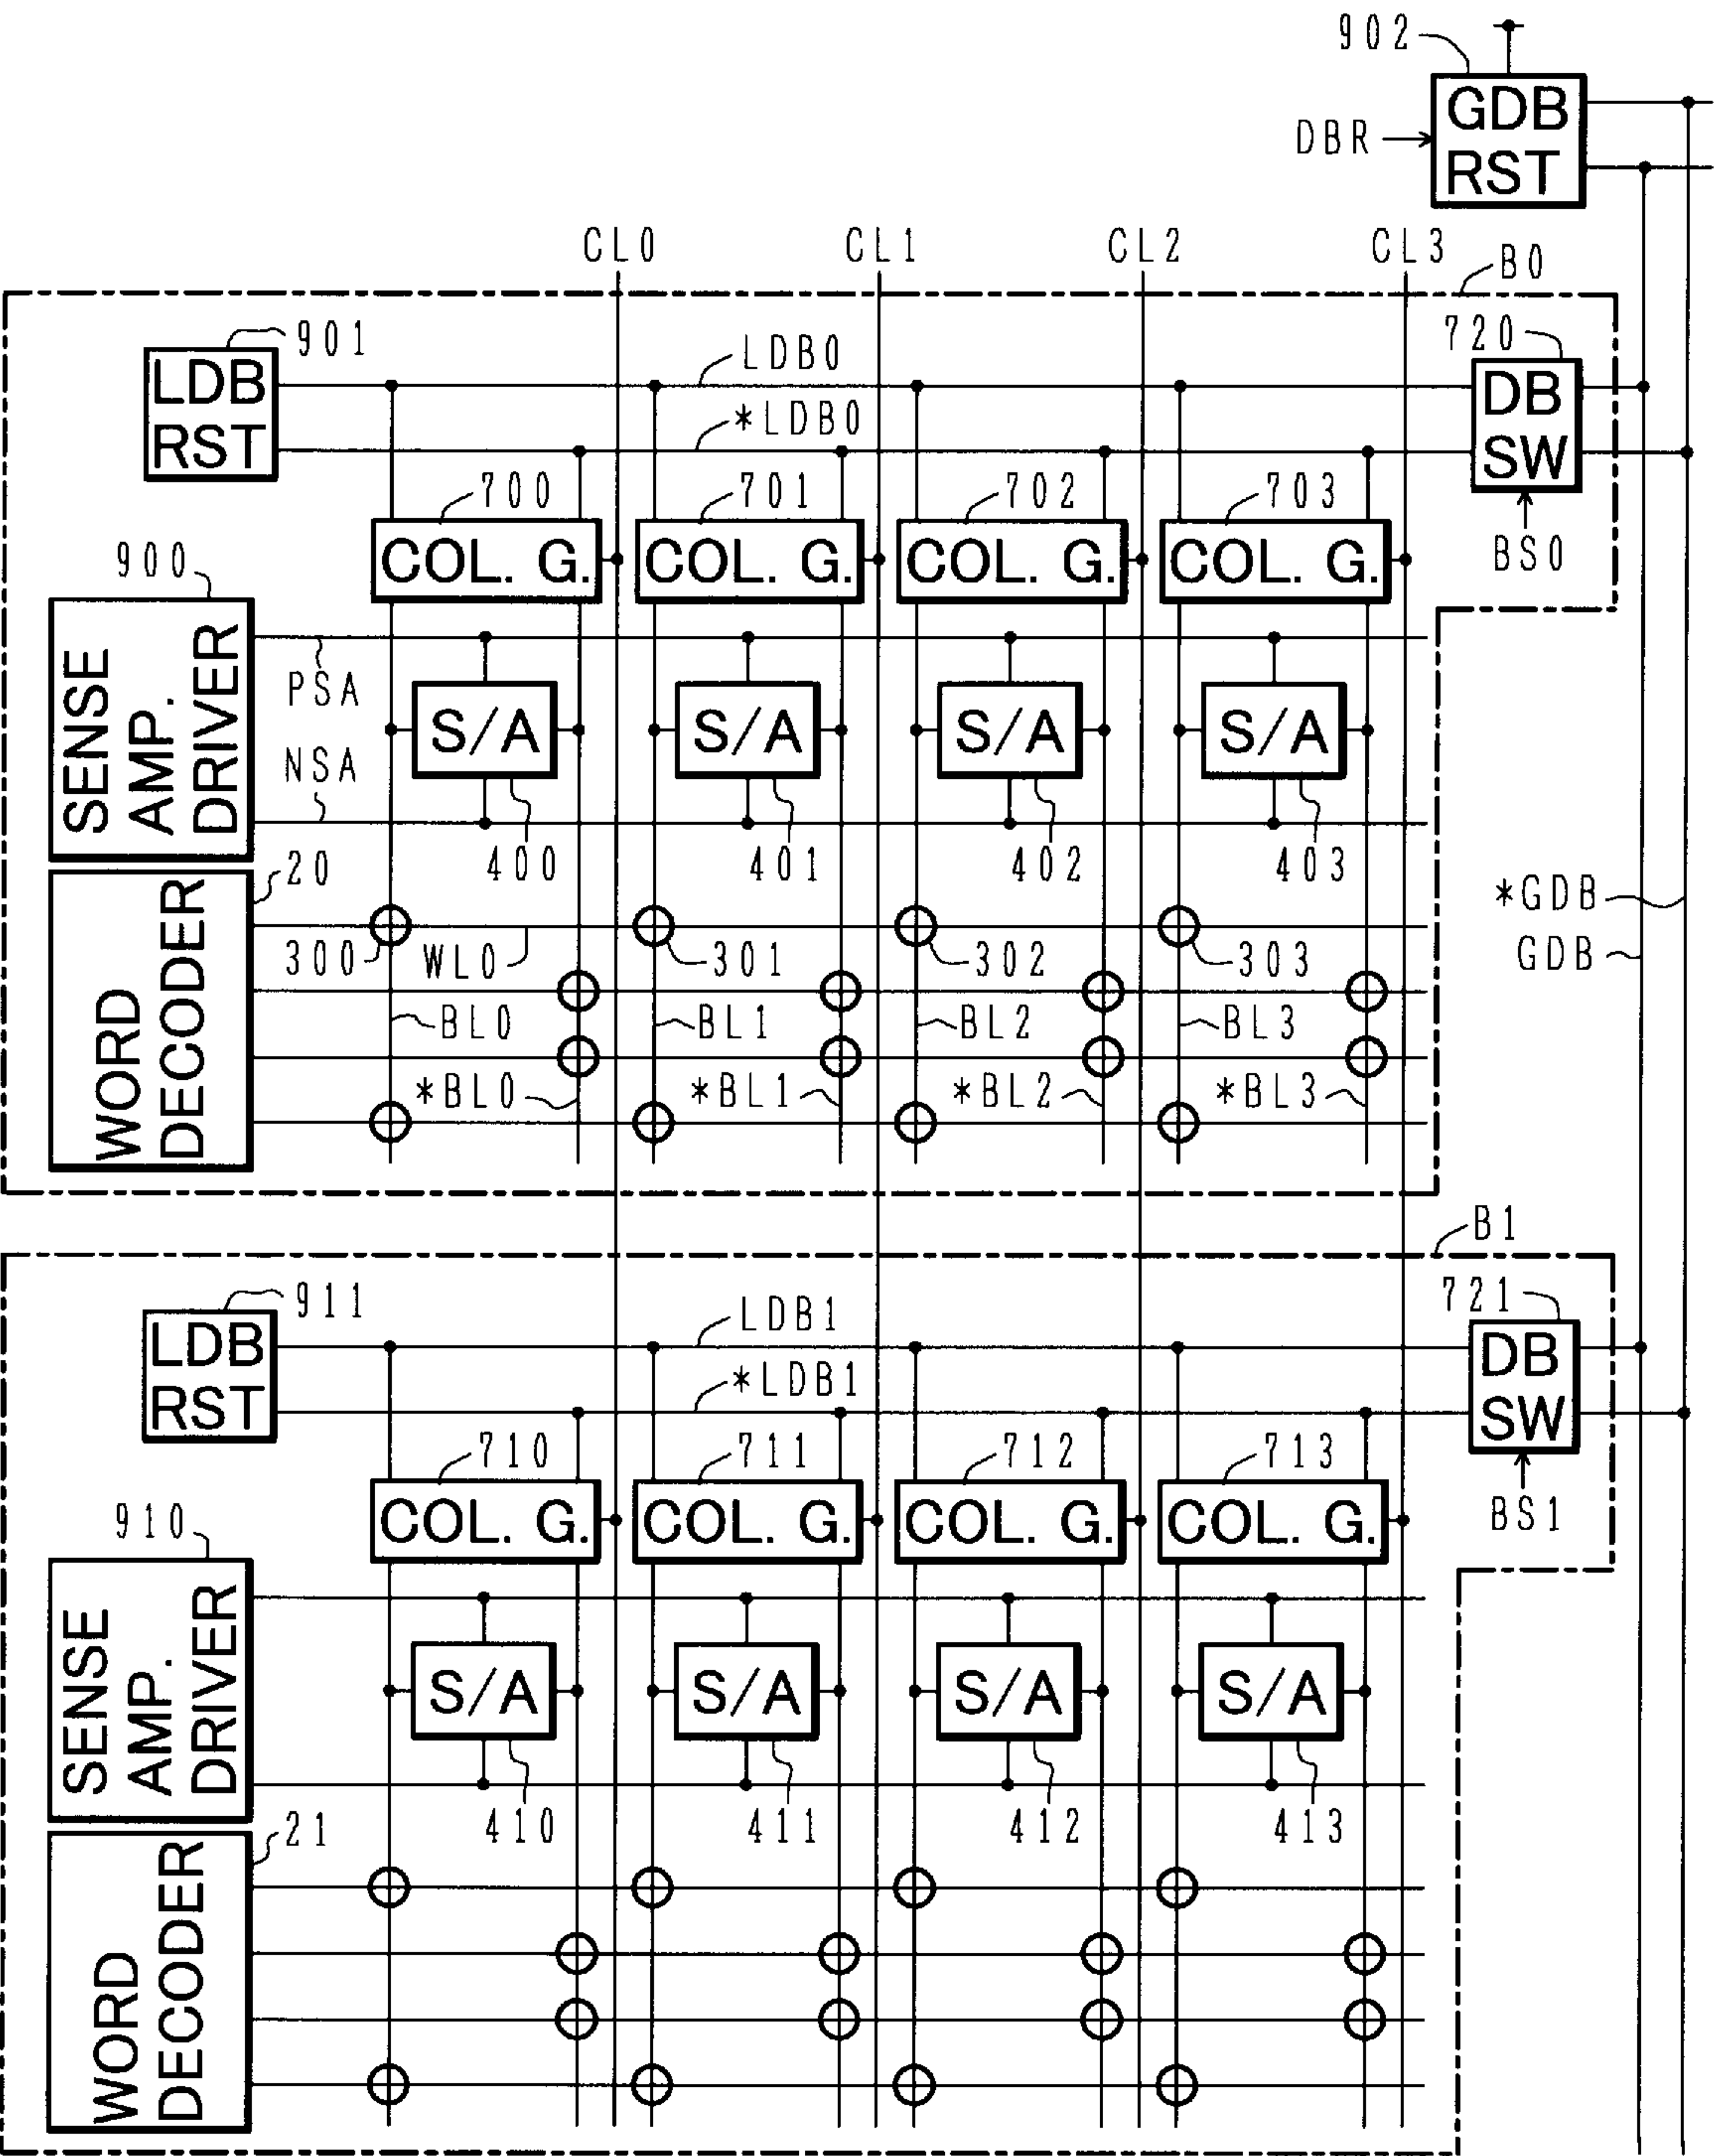 902
GDB
RST
DBR
CL0 CL1 CL2 CL3
B0
901
LDB
RST
LDB0
*LDB0
720
DB
SW
BS0
700 701 702 703
COL. G. COL. G. COL. G. COL. G.
900
SENSE
AMP.
DRIVER
PSA
NSA
S/A S/A S/A S/A
400 401 402 403
20
WORD
DECODER
300 WL0 301 302 303
BL0 BL1 BL2 BL3
*BL0 *BL1 *BL2 *BL3
*GDB
GDB
B1
911
LDB
RST
LDB1
*LDB1
721
DB
SW
BS1
710 711 712 713
COL. G. COL. G. COL. G. COL. G.
910
SENSE
AMP.
DRIVER
S/A S/A S/A S/A
410 411 412 413
21
WORD
DECODER